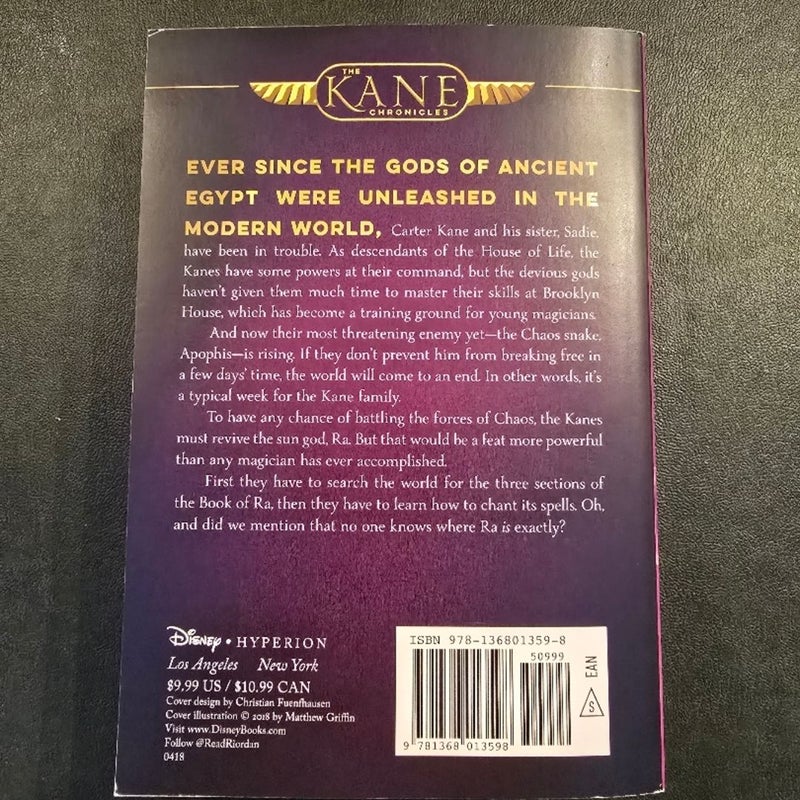 THE
KANE
CHRONICLES
EVER SINCE THE GODS OF ANCIENT
EGYPT WERE UNLEASHED IN THE
MODERN WORLD, Carter Kane and his sister, Sadie,
have been in trouble. As descendants of the House of Life, the
Kanes have some powers at their command, but the devious gods
haven't given them much time to master their skills at Brooklyn
House, which has become a training ground for young magicians.
And now their most threatening enemy yet—the Chaos snake,
Apophis—is rising. If they don't prevent him from breaking free in
a few days' time, the world will come to an end. In other words, it's
a typical week for the Kane family.
To have any chance of battling the forces of Chaos, the Kanes
must revive the sun god, Ra. But that would be a feat more powerful
than any magician has ever accomplished.
First they have to search the world for the three sections of
the Book of Ra, then they have to learn how to chant its spells. Oh,
and did we mention that no one knows where Ra is exactly?
Disney • HYPERION
Los Angeles New York
$9.99 US / $10.99 CAN
Cover design by Christian Fuenfhausen
Cover illustration © 2018 by Matthew Griffin
Visit www.DisneyBooks.com
Follow @ReadRiordan
0418
ISBN 978-136801359-8
50999
EAN
S
9 781368 013598